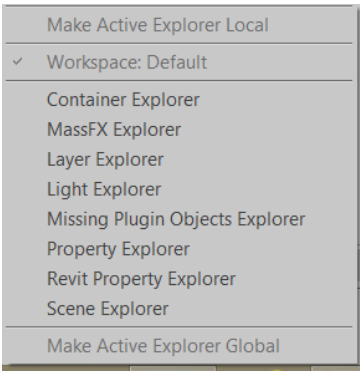 Make Active Explorer Local
Workspace: Default
Container Explorer
MassFX Explorer
Layer Explorer
Light Explorer
Missing Plugin Objects Explorer
Property Explorer
Revit Property Explorer
Scene Explorer
Make Active Explorer Global